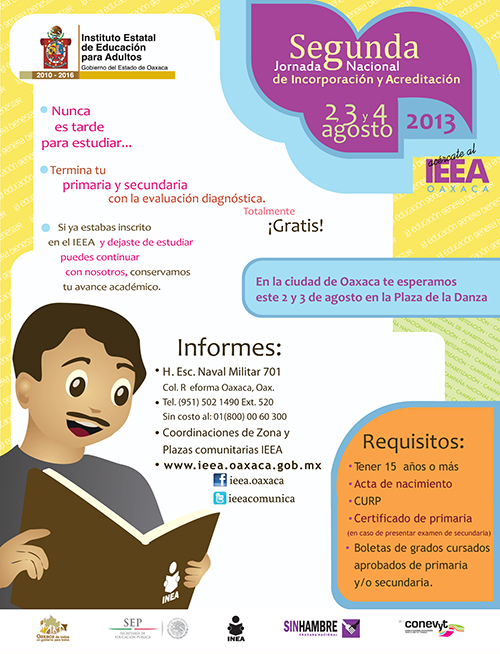 Instituto Estatal
de Educación
para Adultos
Gobierno del Estado de Oaxaca
2010 - 2016
Segunda
Jornada Nacional
de Incorporación y Acreditación
2 3 y 4
agosto
2013
acércate al
IEEA
OAXACA
• Nunca
es tarde
para estudiar...
• Termina tu
primaria y secundaria
con la evaluación diagnóstica.
Totalmente
¡Gratis!
• Si ya estabas inscrito
en el IEEA y dejaste de estudiar
puedes continuar
con nosotros, conservamos
tu avance académico.
En la ciudad de Oaxaca te esperamos
este 2 y 3 de agosto en la Plaza de la Danza
Informes:
• H. Esc. Naval Militar 701
Col. R eforma Oaxaca, Oax.
• Tel. (951) 502 1490 Ext. 520
Sin costo al: 01(800) 00 60 300
• Coordinaciones de Zona y
Plazas comunitarias IEEA
• www.ieea.oaxaca.gob.mx
ieea.oaxaca
ieeacomunica
Requisitos:
• Tener 15 años o más
• Acta de nacimiento
• CURP
• Certificado de primaria
(en caso de presentar examen de secundaria)
• Boletas de grados cursados
aprobados de primaria
y/o secundaria.
INEA
Oaxaca de todos
un gobierno para todos
SEP
SECRETARÍA DE
EDUCACIÓN PÚBLICA
INEA
SINHAMBRE
CRUZADA NACIONAL
conevyt